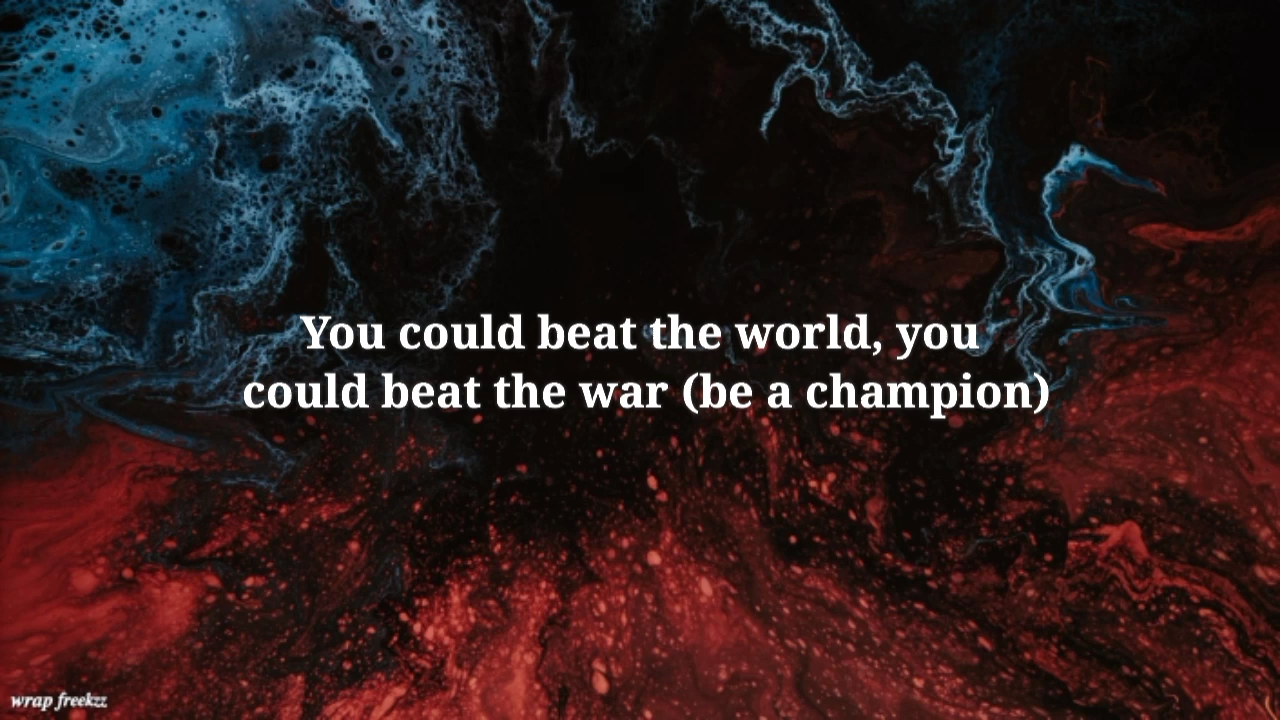 You could beat the world, you
could beat the war (be a champion)
wrap freekzz